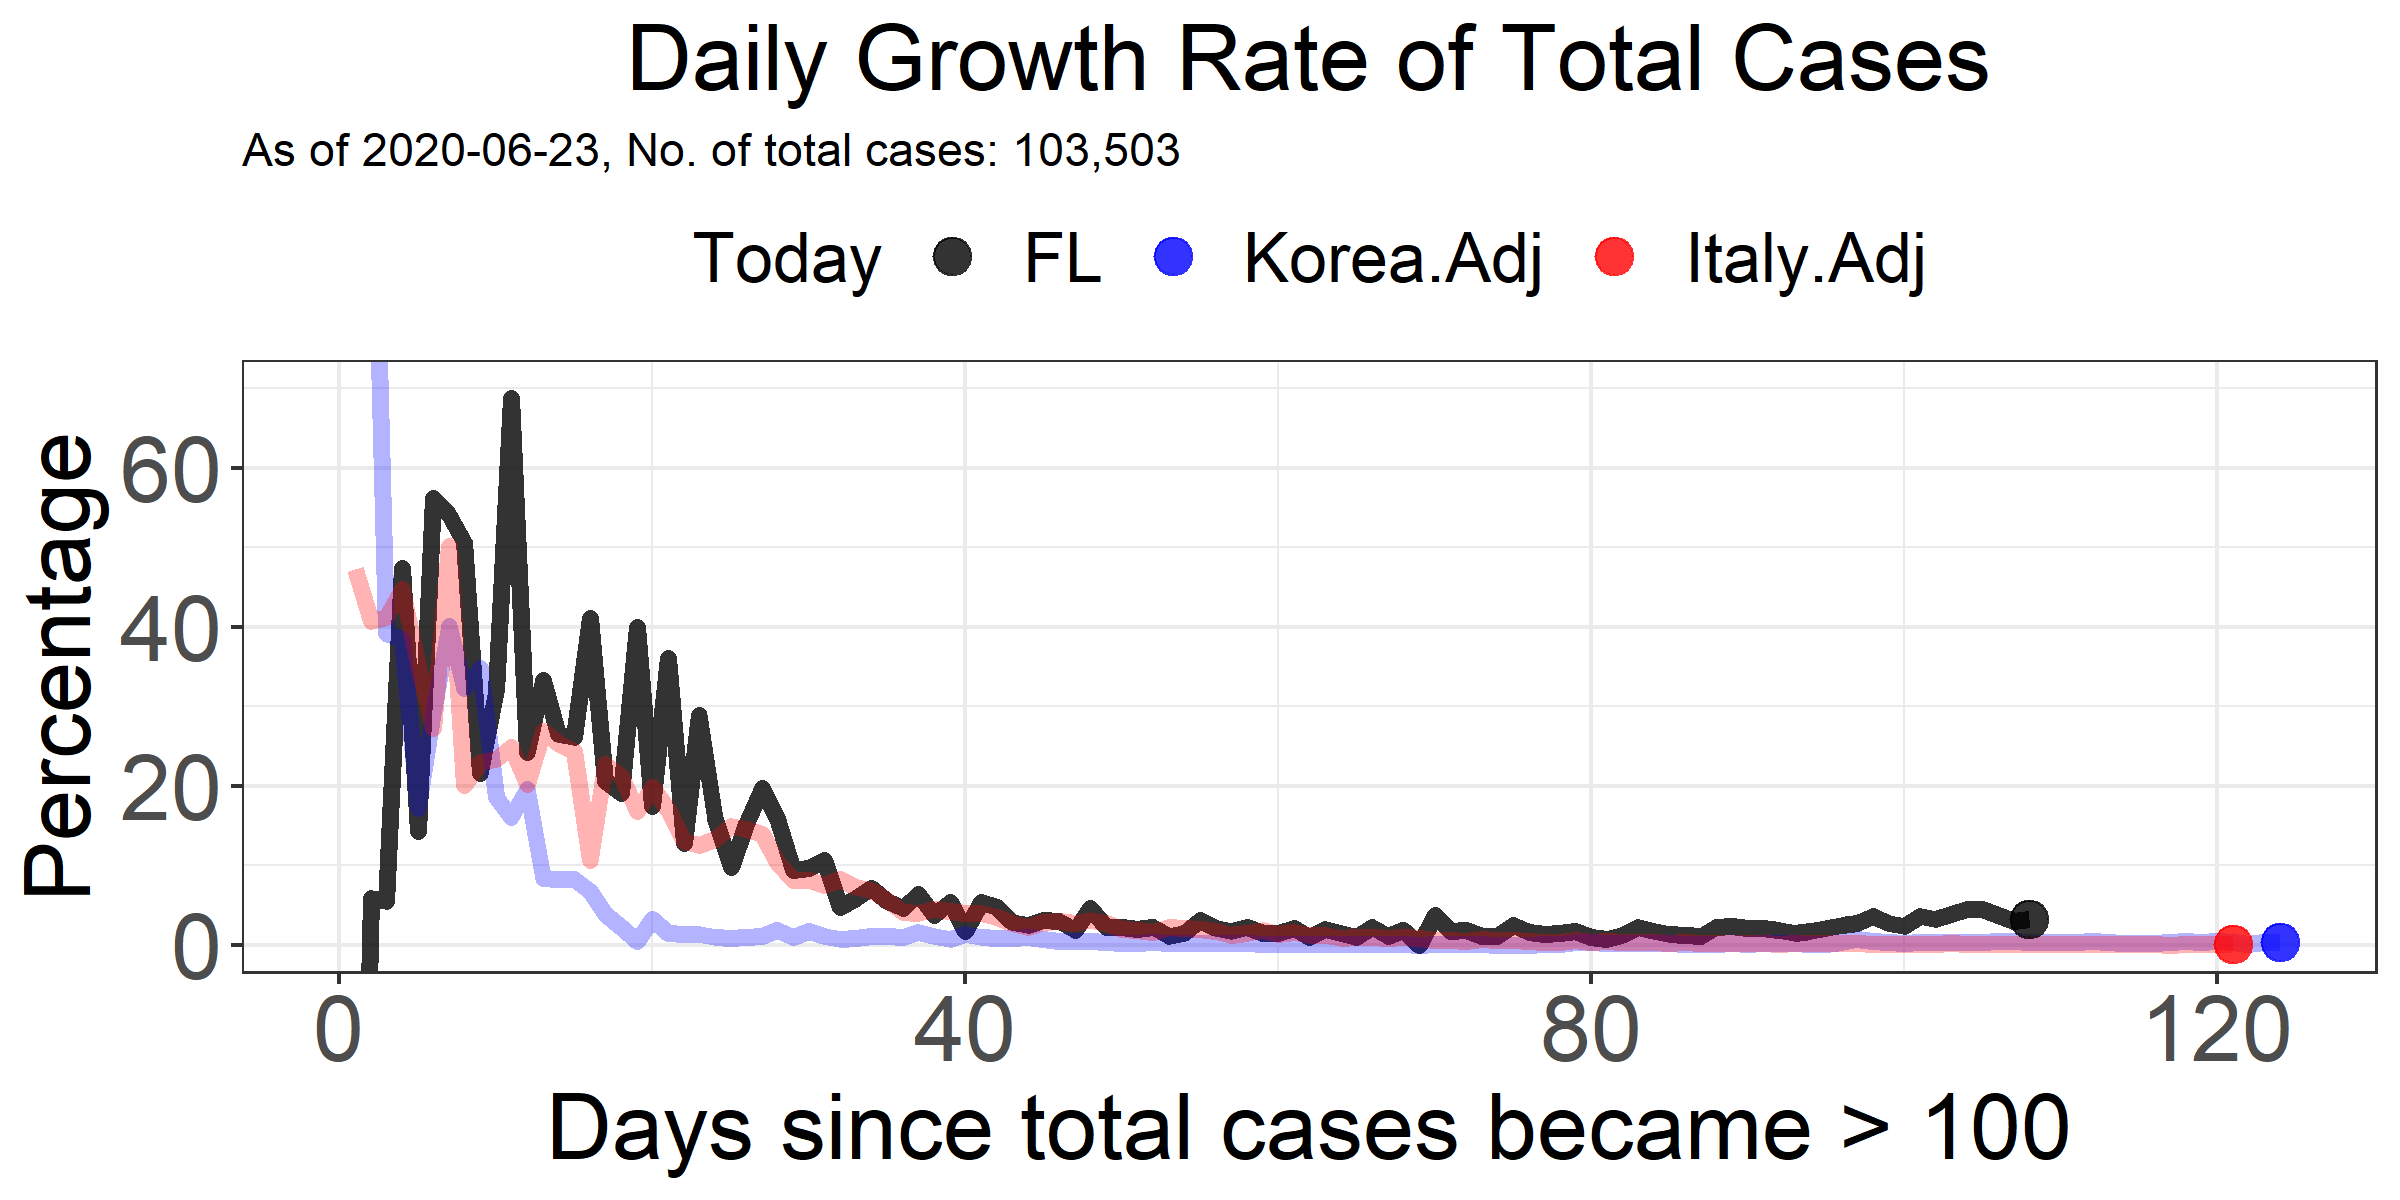 Daily Growth Rate of Total Cases
As of 2020-06-23, No. of total cases: 103,503
Today FL Korea.Adj Italy.Adj
Percentage
60
40
20
0
0 40 80 120
Days since total cases became > 100